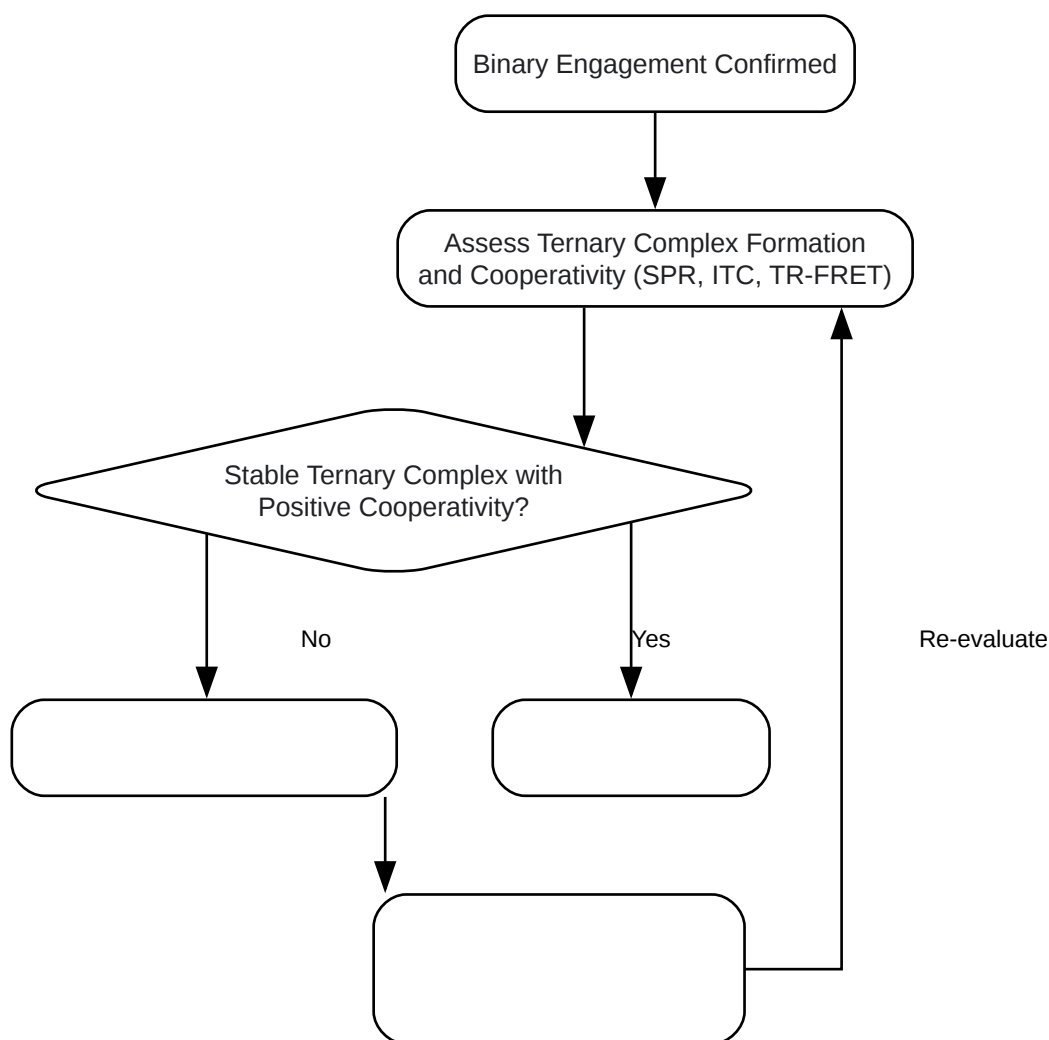 Binary Engagement Confirmed
Assess Ternary Complex Formation
and Cooperativity (SPR, ITC, TR-FRET)
Stable Ternary Complex with
Positive Cooperativity?
No
Yes
Re-evaluate